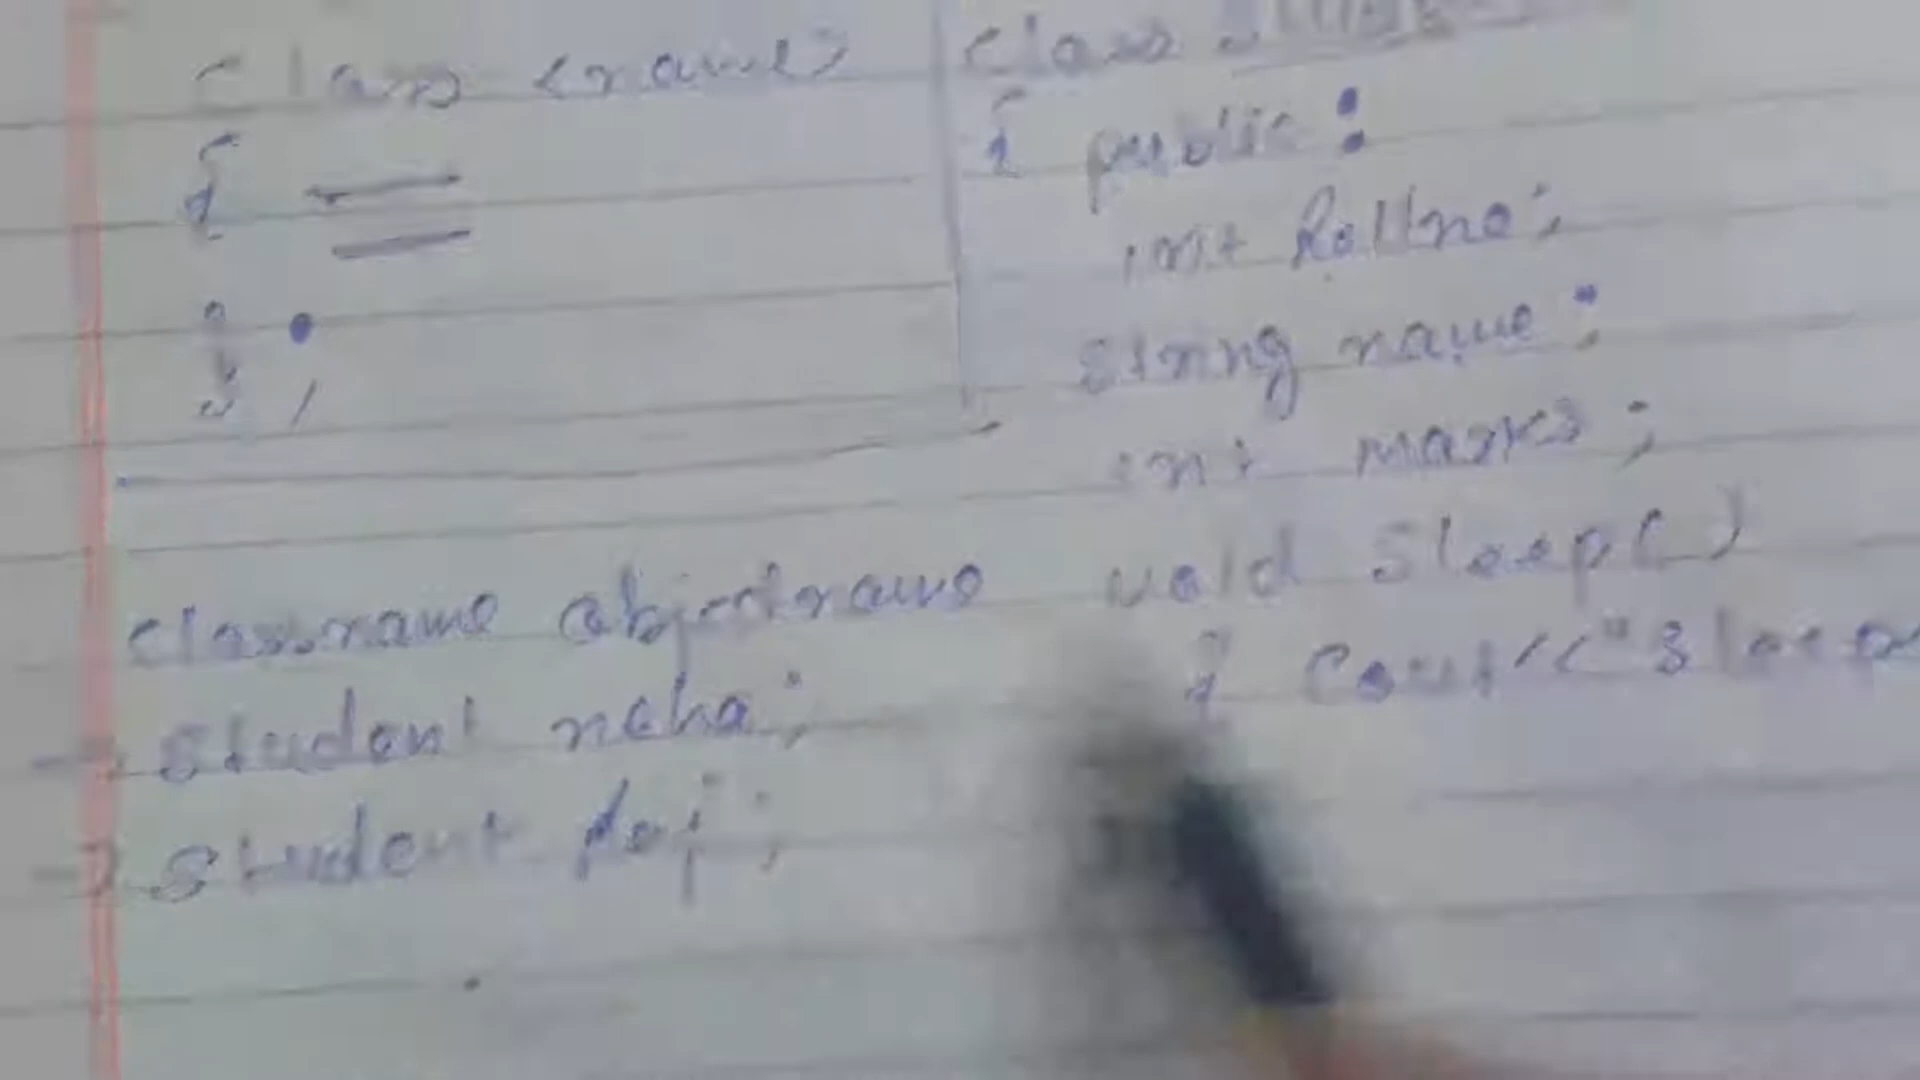 class <name>
{
};
classname objectname
→ Student neha;
→ Student
class
{ public:
int Rollno;
String name;
int marks;
void Sleep()
{ Cout<<"Sleep